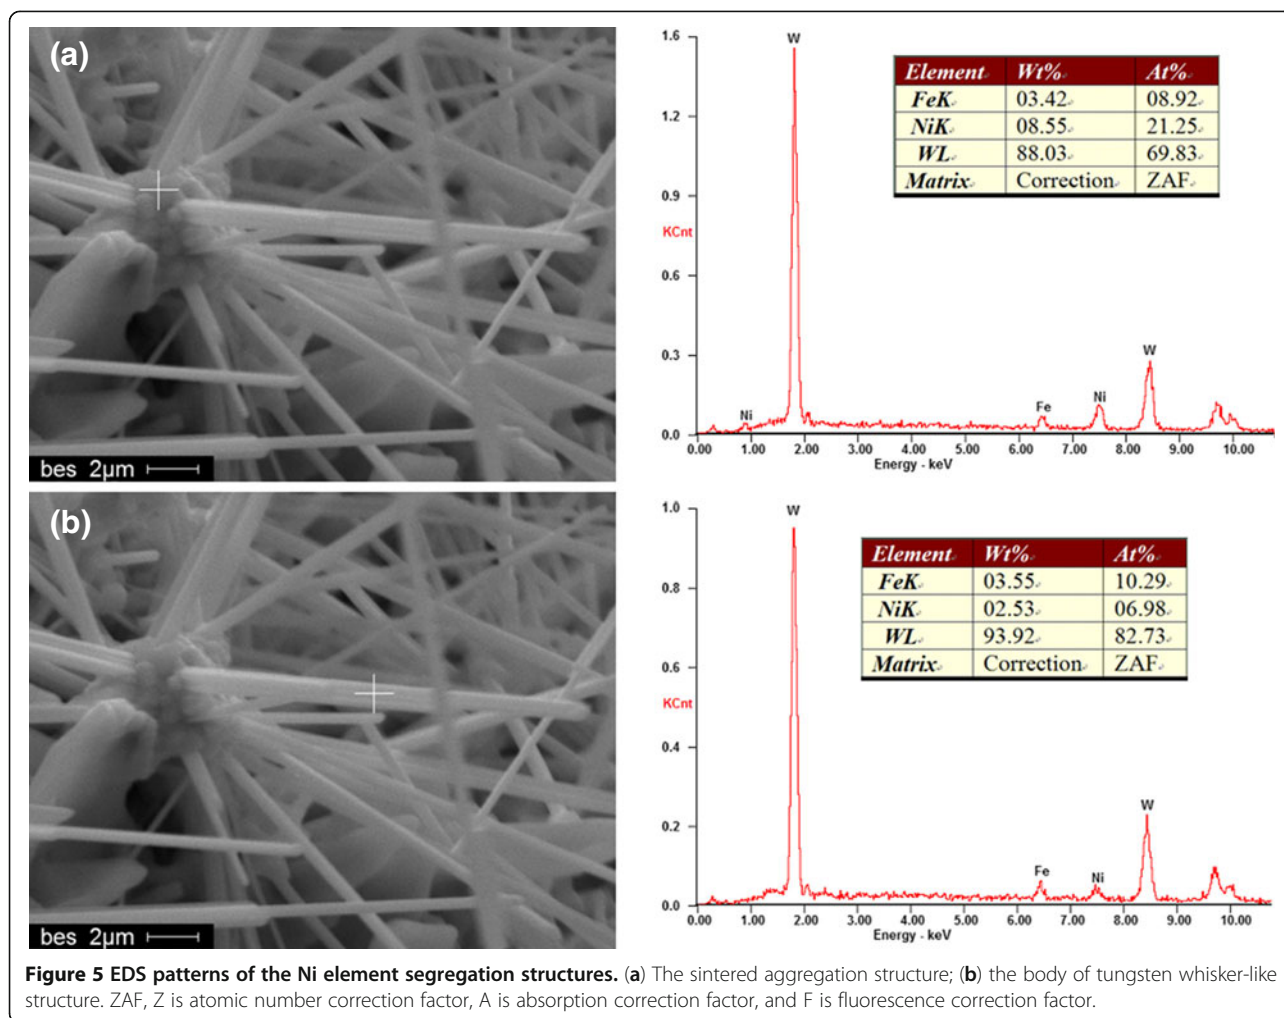 (a)
bes 2µm
1.6
1.2
0.9
KCnt
0.6
0.3
0.0
W
Ni
Fe
Ni
W
0.00 1.00 2.00 3.00 4.00 5.00 6.00 7.00 8.00 9.00 10.00
Energy - keV
Element Wt% At%
FeK 03.42 08.92
NiK 08.55 21.25
WL 88.03 69.83
Matrix Correction ZAF
(b)
bes 2µm
1.0
0.8
0.6
KCnt
0.4
0.2
0.0
W
Fe
Ni
W
0.00 1.00 2.00 3.00 4.00 5.00 6.00 7.00 8.00 9.00 10.00
Energy - keV
Element Wt% At%
FeK 03.55 10.29
NiK 02.53 06.98
WL 93.92 82.73
Matrix Correction ZAF
Figure 5 EDS patterns of the Ni element segregation structures. (a) The sintered aggregation structure; (b) the body of tungsten whisker-like
structure. ZAF, Z is atomic number correction factor, A is absorption correction factor, and F is fluorescence correction factor.